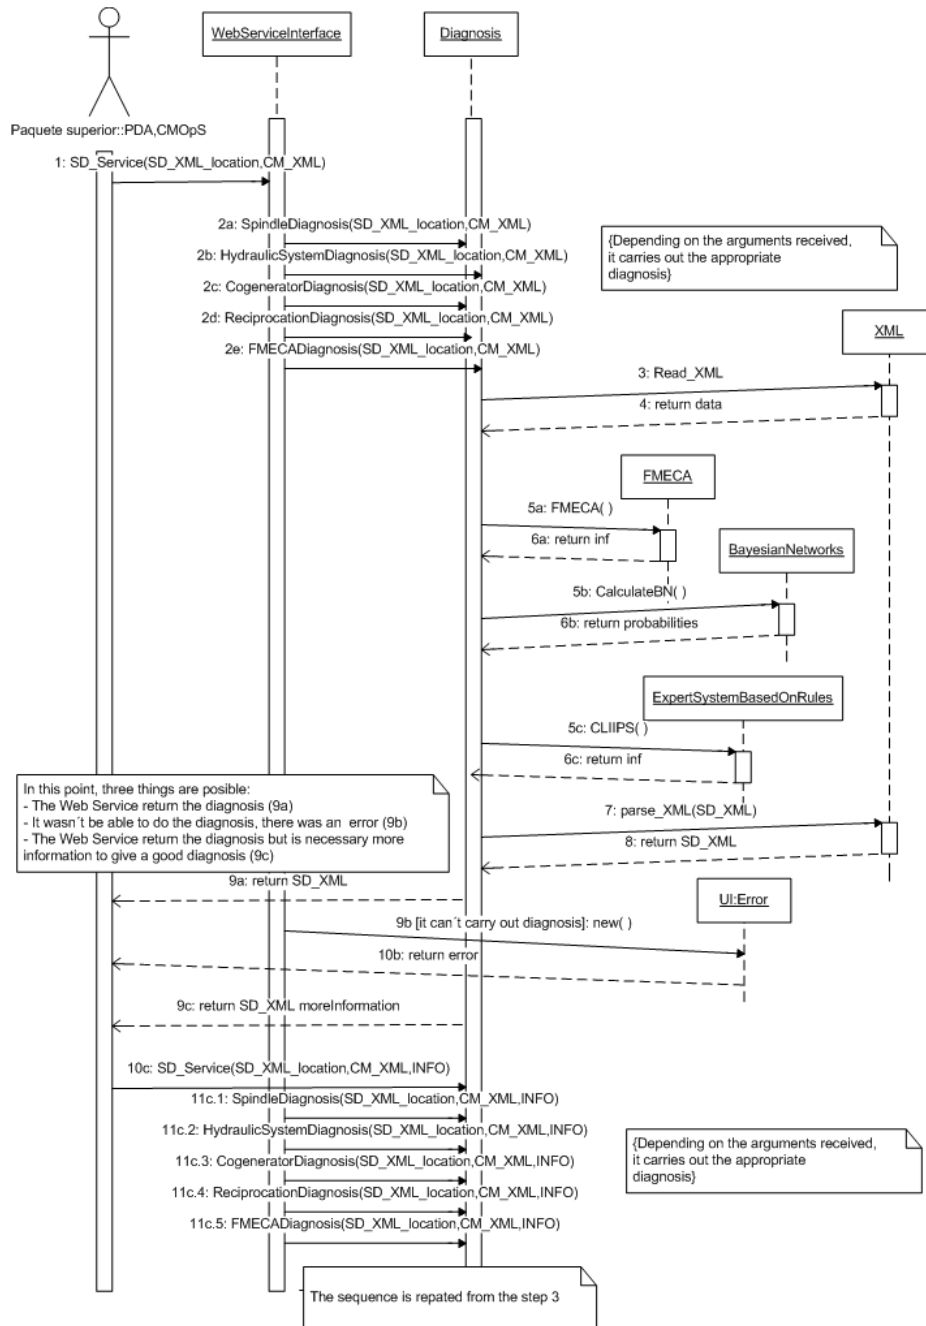 WebServiceInterface
Diagnosis
Paquete superior::PDA,CMOpS
1: SD_Service(SD_XML_location,CM_XML)
2a: SpindleDiagnosis(SD_XML_location,CM_XML)
{Depending on the arguments received,
it carries out the appropriate
diagnosis}
2b: HydraulicSystemDiagnosis(SD_XML_location,CM_XML)
2c: CogeneratorDiagnosis(SD_XML_location,CM_XML)
2d: ReciprocationDiagnosis(SD_XML_location,CM_XML)
XML
2e: FMECADiagnosis(SD_XML_location,CM_XML)
3: Read_XML
4: return data
FMECA
5a: FMECA( )
6a: return inf
BayesianNetworks
5b: CalculateBN( )
6b: return probabilities
ExpertSystemBasedOnRules
5c: CLIIPS( )
6c: return inf
In this point, three things are posible:
- The Web Service return the diagnosis (9a)
- It wasn´t be able to do the diagnosis, there was an error (9b)
- The Web Service return the diagnosis but is necessary more
information to give a good diagnosis (9c)
7: parse_XML(SD_XML)
8: return SD_XML
9a: return SD_XML
UI:Error
9b [it can´t carry out diagnosis]: new( )
10b: return error
9c: return SD_XML moreInformation
10c: SD_Service(SD_XML_location,CM_XML,INFO)
11c.1: SpindleDiagnosis(SD_XML_location,CM_XML,INFO)
11c.2: HydraulicSystemDiagnosis(SD_XML_location,CM_XML,INFO)
{Depending on the arguments received,
it carries out the appropriate
diagnosis}
11c.3: CogeneratorDiagnosis(SD_XML_location,CM_XML,INFO)
11c.4: ReciprocationDiagnosis(SD_XML_location,CM_XML,INFO)
11c.5: FMECADiagnosis(SD_XML_location,CM_XML,INFO)
The sequence is repated from the step 3